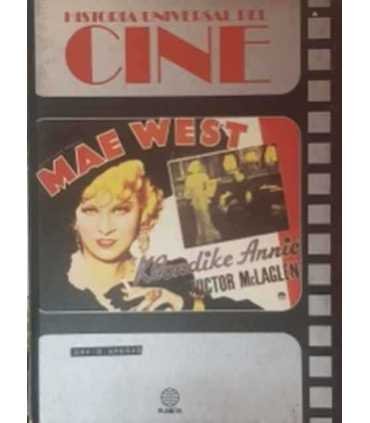 HISTORIA UNIVERSAL DEL
CINE
MAE WEST
Klondike Annie
VICTOR McLAGLEN
PLANETA